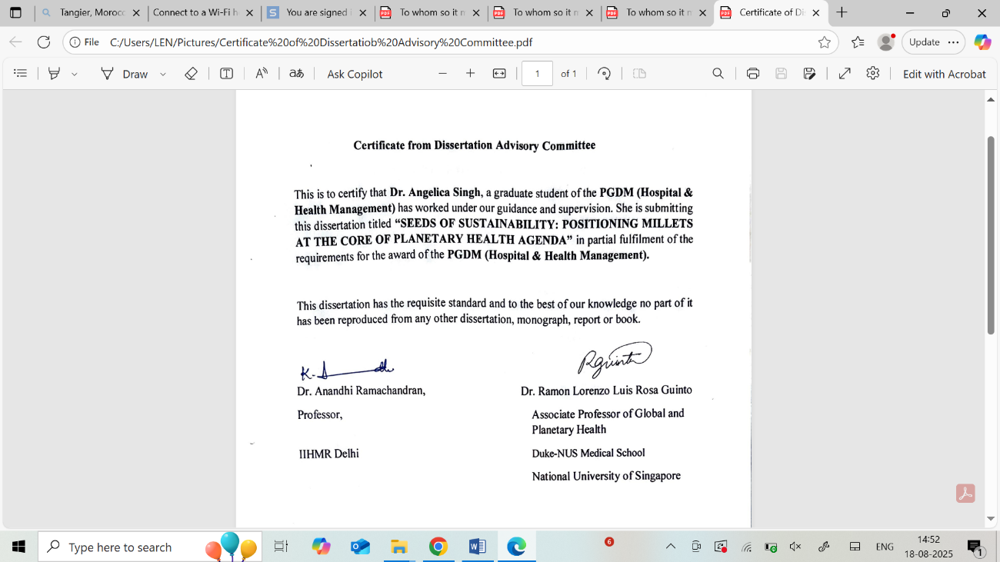 Tangier, Morocc
Connect to a Wi-Fi h
You are signed i
To whom so it m
To whom so it m
To whom so it m
Certificate of Di
File C:/Users/LEN/Pictures/Certificate%20of%20Dissertatiob%20Advisory%20Committee.pdf
Update
Draw
aあ
Ask Copilot
1 of 1
Edit with Acrobat
Certificate from Dissertation Advisory Committee
This is to certify that Dr. Angelica Singh, a graduate student of the PGDM (Hospital &
Health Management) has worked under our guidance and supervision. She is submitting
this dissertation titled “SEEDS OF SUSTAINABILITY: POSITIONING MILLETS
AT THE CORE OF PLANETARY HEALTH AGENDA” in partial fulfilment of the
requirements for the award of the PGDM (Hospital & Health Management).
This dissertation has the requisite standard and to the best of our knowledge no part of it
has been reproduced from any other dissertation, monograph, report or book.
Dr. Anandhi Ramachandran,
Professor,
IIHMR Delhi
Dr. Ramon Lorenzo Luis Rosa Guinto
Associate Professor of Global and
Planetary Health
Duke-NUS Medical School
National University of Singapore
Type here to search
6
ENG
14:52
18-08-2025
1